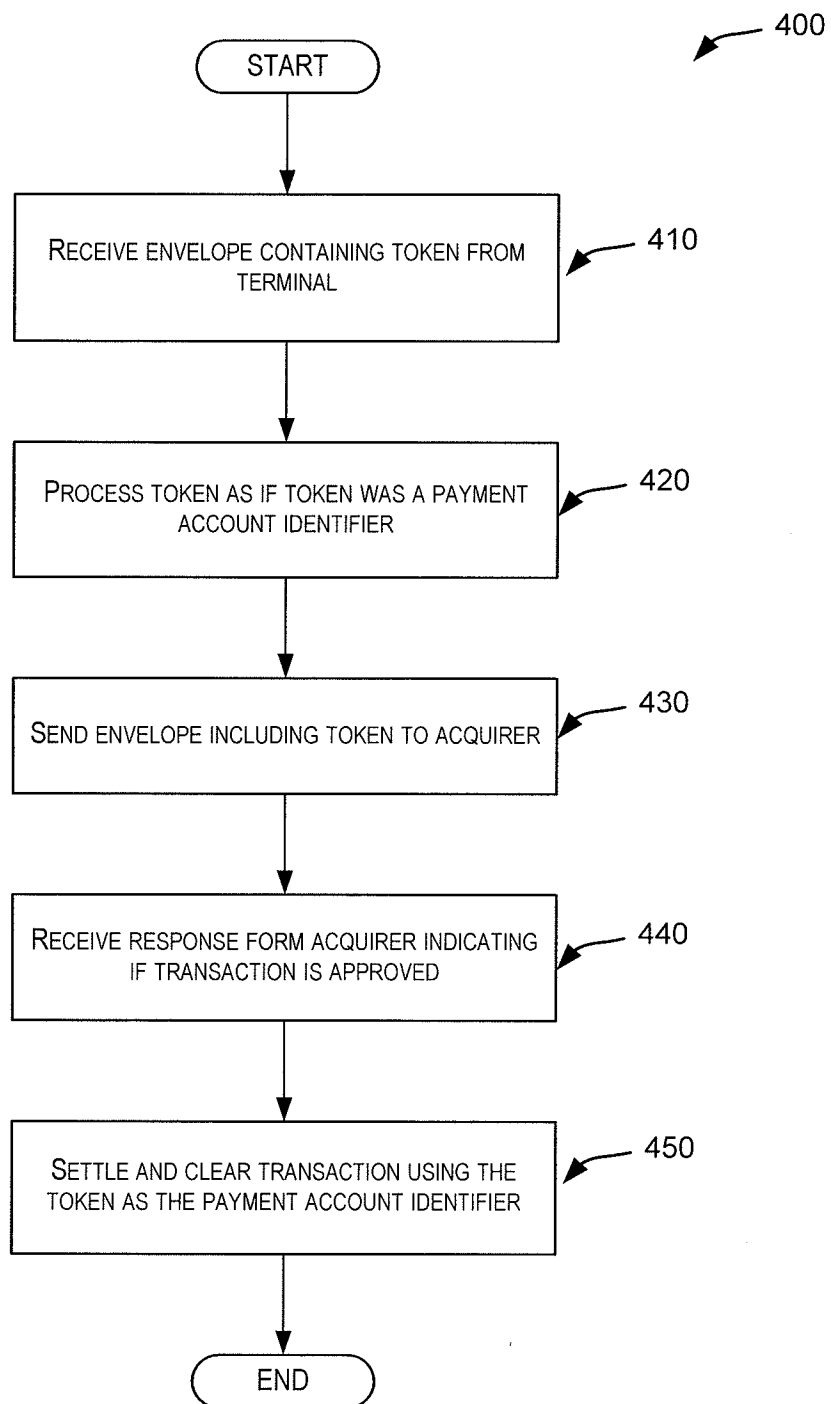 400
START
RECEIVE ENVELOPE CONTAINING TOKEN FROM
TERMINAL
410
PROCESS TOKEN AS IF TOKEN WAS A PAYMENT
ACCOUNT IDENTIFIER
420
SEND ENVELOPE INCLUDING TOKEN TO ACQUIRER
430
RECEIVE RESPONSE FORM ACQUIRER INDICATING
IF TRANSACTION IS APPROVED
440
SETTLE AND CLEAR TRANSACTION USING THE
TOKEN AS THE PAYMENT ACCOUNT IDENTIFIER
450
END